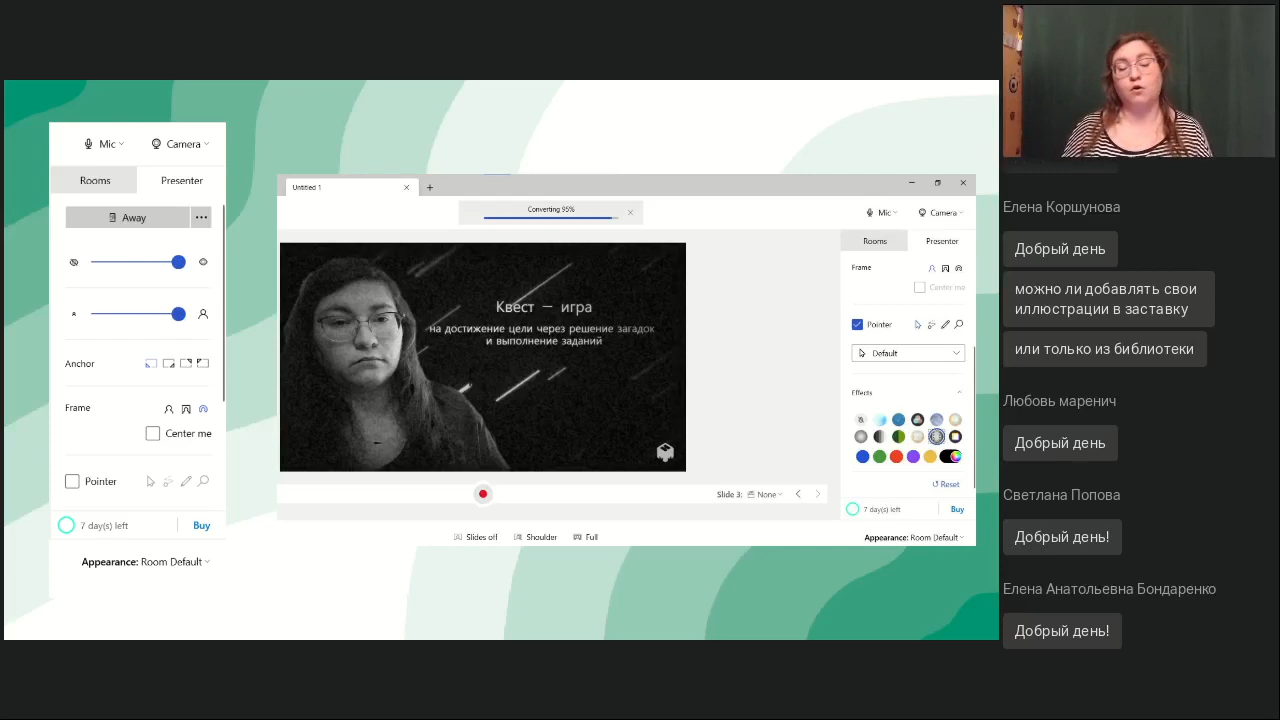 Mic
Camera
Rooms
Presenter
Away
Anchor
Frame
Center me
Pointer
7 day(s) left
Buy
Appearance: Room Default
Untitled 1
Converting 95%
Mic
Camera
Rooms
Presenter
Frame
Center me
Pointer
Default
Effects
Reset
7 day(s) left
Buy
Квест – игра
на достижение цели через решение загадок
и выполнение заданий
Slide 3:
None
Slides off
Shoulder
Full
Appearance: Room Default
Елена Коршунова
Добрый день
можно ли добавлять свои
иллюстрации в заставку
или только из библиотеки
Любовь маренич
Добрый день
Светлана Попова
Добрый день!
Елена Анатольевна Бондаренко
Добрый день!